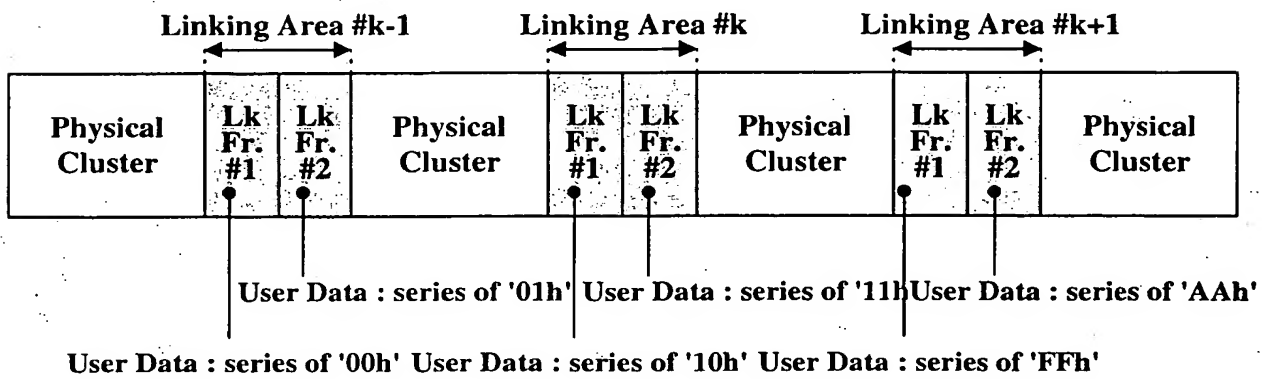 Linking Area #k-1 Linking Area #k Linking Area #k+1
Physical Cluster
Lk Fr. #1
Lk Fr. #2
Physical Cluster
Lk Fr. #1
Lk Fr. #2
Physical Cluster
Lk Fr. #1
Lk Fr. #2
Physical Cluster
User Data : series of '01h' User Data : series of '11h User Data : series of 'AAh'
User Data : series of '00h' User Data : series of '10h' User Data : series of 'FFh'